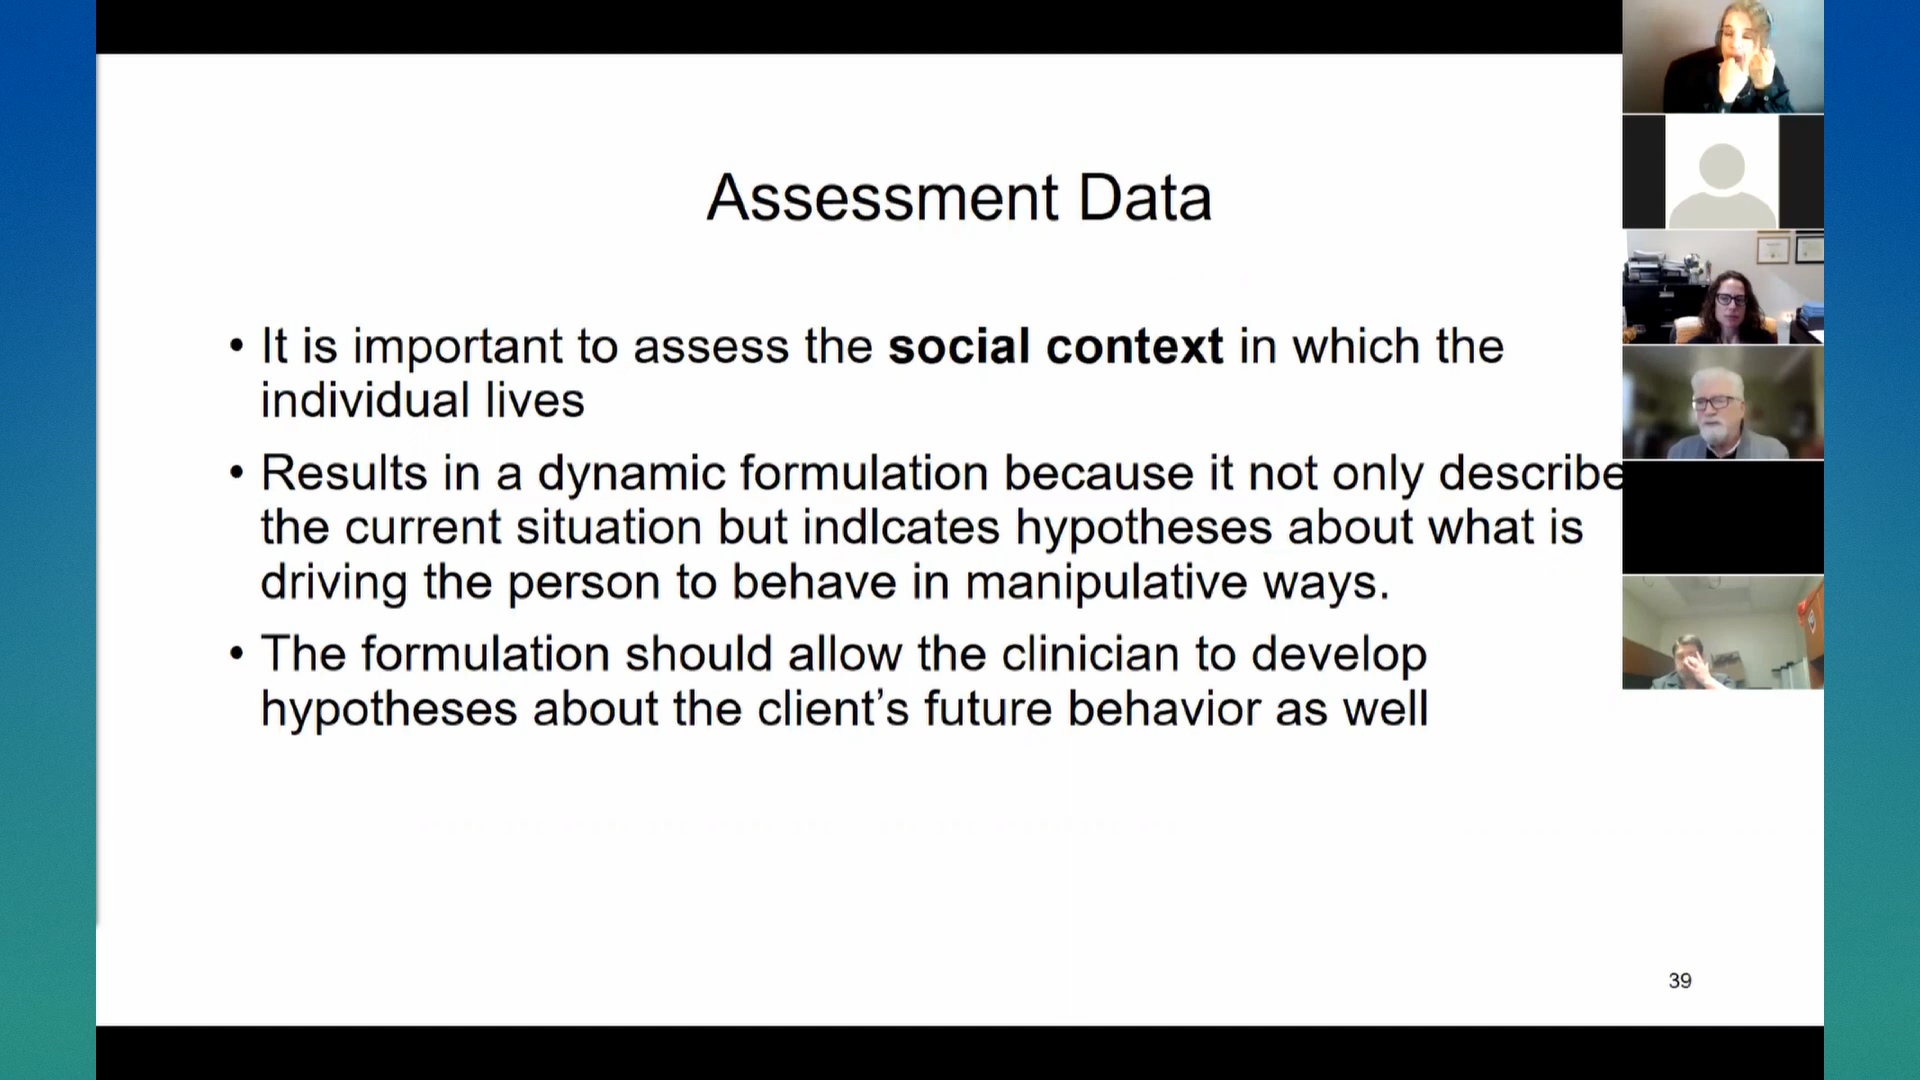 Assessment Data
• It is important to assess the social context in which the
individual lives
• Results in a dynamic formulation because it not only describe
the current situation but indlcates hypotheses about what is
driving the person to behave in manipulative ways.
• The formulation should allow the clinician to develop
hypotheses about the client’s future behavior as well
39